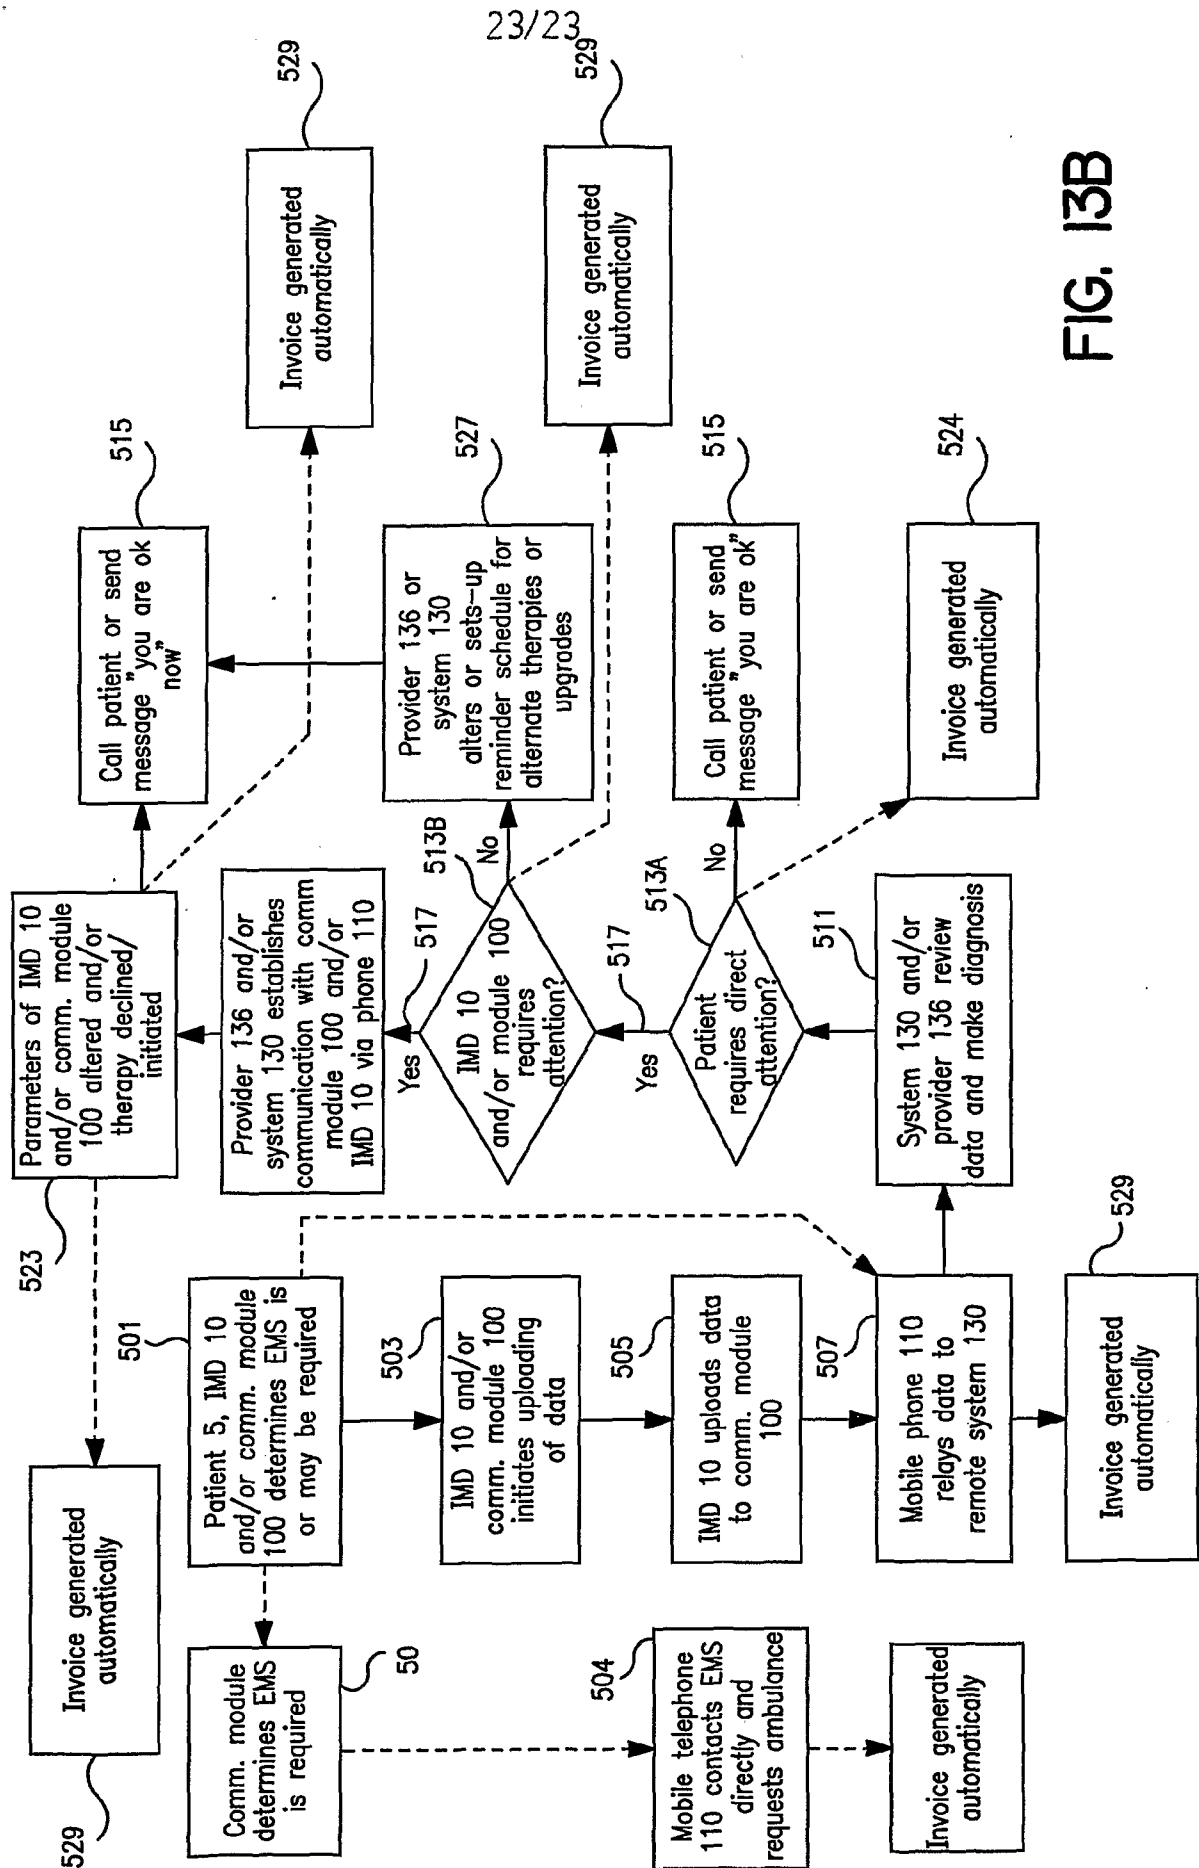 23/23
529
Invoice generated
automatically
523
Parameters of IMD 10
and/or comm. module
100 altered and/or
therapy declined/
initiated
515
Call patient or send
message "you are ok
now"
529
Invoice generated
automatically
501
Patient 5, IMD 10
and/or comm. module
100 determines EMS is
or may be required
Provider 136 and/or
system 130 establishes
communication with comm
module 100 and/or
IMD 10 via phone 110
Comm. module
determines EMS
is required
50
503
IMD 10 and/or
comm. module 100
initiates uploading
of data
Yes
517
IMD 10
and/or module 100
requires
attention?
513B
No
Provider 136 or
system 130
alters or sets-up
reminder schedule for
alternate therapies or
upgrades
527
Invoice generated
automatically
529
505
IMD 10 uploads data
to comm. module
100
Yes
517
Patient
requires direct
attention?
513A
No
Call patient or send
message "you are ok"
515
504
Mobile telephone
110 contacts EMS
directly and
requests ambulance
507
Mobile phone 110
relays data to
remote system 130
System 130 and/or
provider 136 review
data and make diagnosis
511
Invoice generated
automatically
524
Invoice generated
automatically
Invoice generated
automatically
529
FIG. 13B